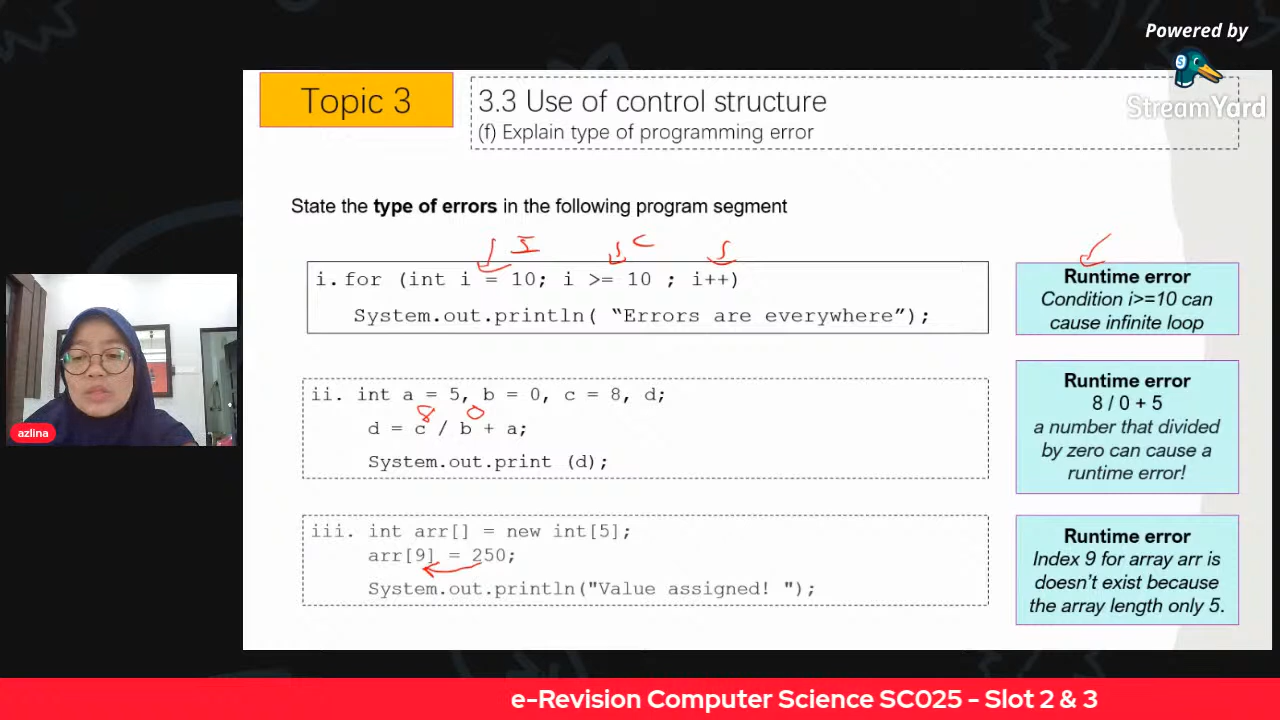 Powered by
StreamYard
Topic 3
3.3 Use of control structure
(f) Explain type of programming error
State the type of errors in the following program segment
I C
i. for (int i = 10; i >= 10 ; i++)
System.out.println( “Errors are everywhere”);
Runtime error
Condition i>=10 can
cause infinite loop
ii. int a = 5, b = 0, c = 8, d;
8 0
d = c / b + a;
System.out.print (d);
Runtime error
8 / 0 + 5
a number that divided
by zero can cause a
runtime error!
iii. int arr[] = new int[5];
arr[9] = 250;
System.out.println("Value assigned! ");
Runtime error
Index 9 for array arr is
doesn’t exist because
the array length only 5.
azlina
e-Revision Computer Science SC025 - Slot 2 & 3